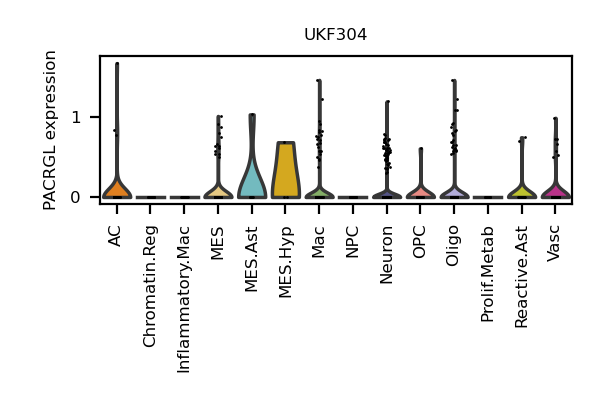 UKF304
PACRGL expression
1
0
AC
Chromatin.Reg
Inflammatory.Mac
MES
MES.Ast
MES.Hyp
Mac
NPC
Neuron
OPC
Oligo
Prolif.Metab
Reactive.Ast
Vasc